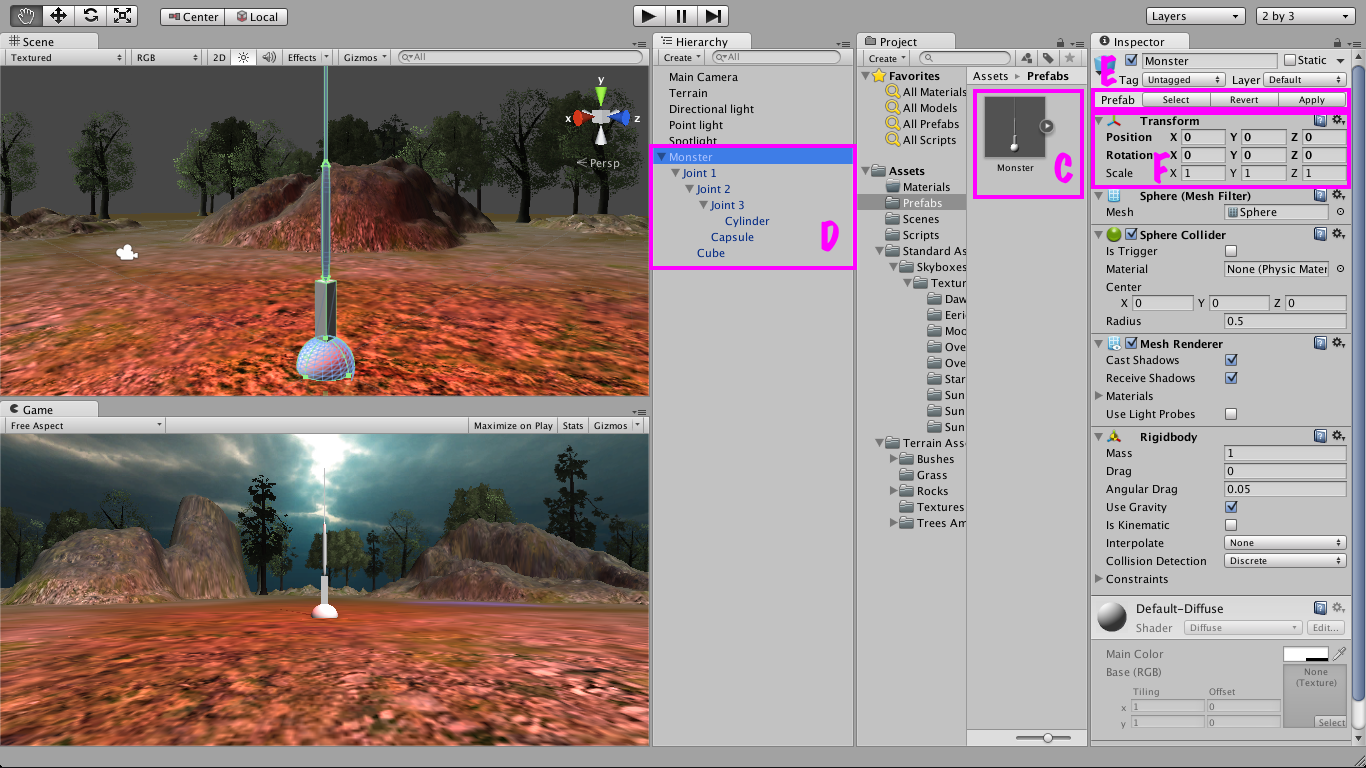 Center Local
Layers 2 by 3
Scene
Textured RGB 2D Effects Gizmos All
y
x z
Persp
Game
Free Aspect Maximize on Play Stats Gizmos
Hierarchy
Create All
Main Camera
Terrain
Directional light
Point light
Spotlight
Monster
Joint 1
Joint 2
Joint 3
Cylinder
Capsule
Cube
D
Project
Create
Favorites
All Materials
All Models
All Prefabs
All Scripts
Assets
Materials
Prefabs
Scenes
Scripts
Standard As
Skyboxes
Textur
Daw
Eeri
Moo
Ove
Ove
Star
Sun
Sun
Sun
Terrain Ass
Bushes
Grass
Rocks
Textures
Trees Am
Assets Prefabs
Monster
C
Inspector
Monster Static
E
Tag Untagged Layer Default
Prefab Select Revert Apply
Transform
Position X 0 Y 0 Z 0
Rotation X 0 Y 0 Z 0
Scale X 1 Y 1 Z 1
F
Sphere (Mesh Filter)
Mesh Sphere
Sphere Collider
Is Trigger
Material None (Physic Mater
Center
X 0 Y 0 Z 0
Radius 0.5
Mesh Renderer
Cast Shadows
Receive Shadows
Materials
Use Light Probes
Rigidbody
Mass 1
Drag 0
Angular Drag 0.05
Use Gravity
Is Kinematic
Interpolate None
Collision Detection Discrete
Constraints
Default-Diffuse
Shader Diffuse Edit...
Main Color
Base (RGB) None
(Texture)
Tiling Offset
x 1 0
y 1 0 Select